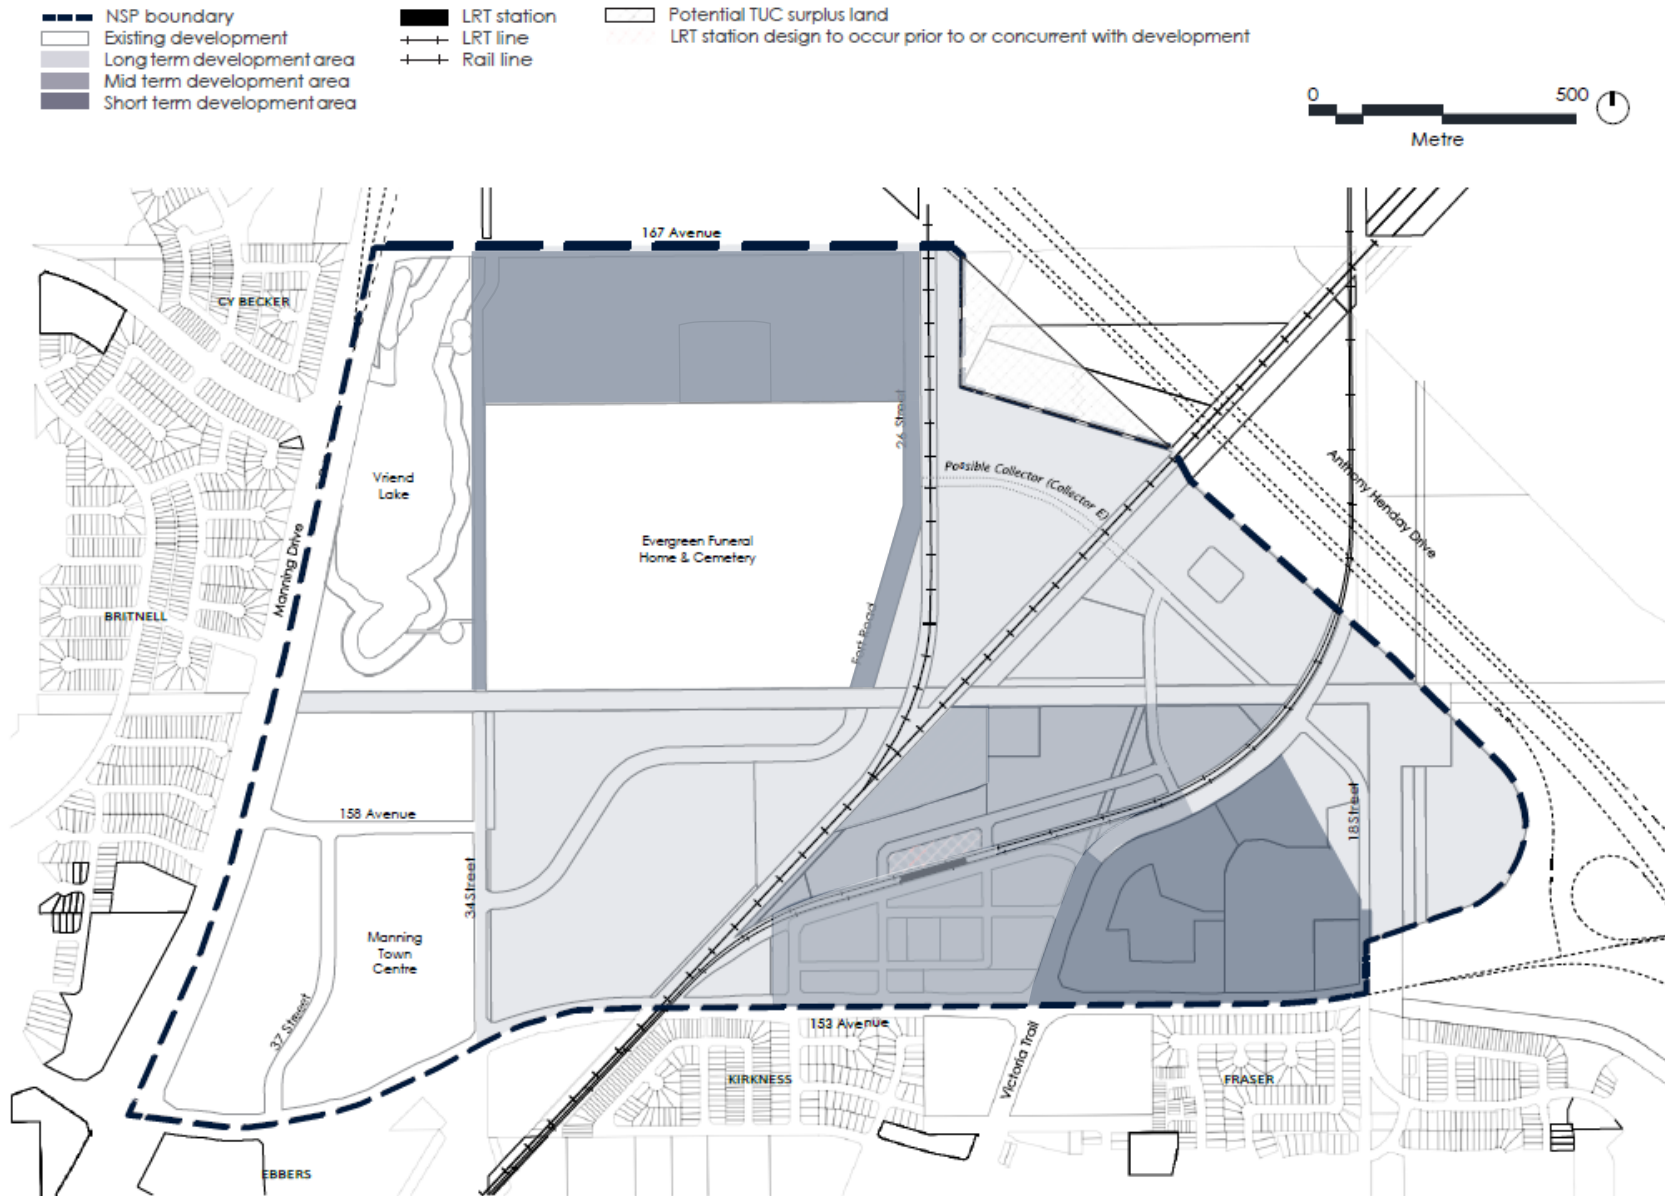 NSP boundary
Existing development
Long term development area
Mid term development area
Short term development area
LRT station
LRT line
Rail line
Potential TUC surplus land
LRT station design to occur prior to or concurrent with development
0 500
Metre
167 Avenue
CY BECKER
26 Street
Possible Collector (Collector E)
Anthony Henday Drive
Vriend
Lake
Manning Drive
Evergreen Funeral
Home & Cemetery
BRITNELL
Fort Road
158 Avenue
18 Street
34 Street
Manning
Town
Centre
37 Street
153 Avenue
Victoria Trail
KIRKNESS
FRASER
EBBERS